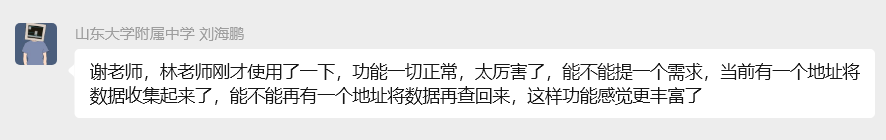 山东大学附属中学 刘海鹏
谢老师，林老师刚才使用了一下，功能一切正常，太厉害了，能不能提一个需求，当前有一个地址将
数据收集起来了，能不能再有一个地址将数据再查回来，这样功能感觉更丰富了